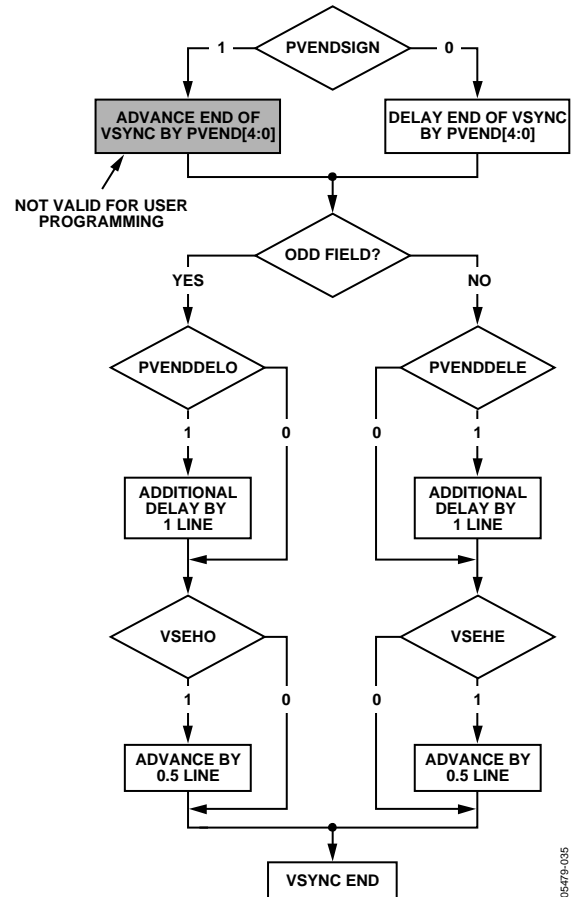 PVENDSIGN
1
0
ADVANCE END OF
VSYNC BY PVEND[4:0]
DELAY END OF VSYNC
BY PVEND[4:0]
NOT VALID FOR USER
PROGRAMMING
ODD FIELD?
YES
NO
PVENDDELO
PVENDDELE
1
0
0
1
ADDITIONAL
DELAY BY
1 LINE
ADDITIONAL
DELAY BY
1 LINE
VSEHO
VSEHE
1
0
0
1
ADVANCE BY
0.5 LINE
ADVANCE BY
0.5 LINE
VSYNC END
05479-035